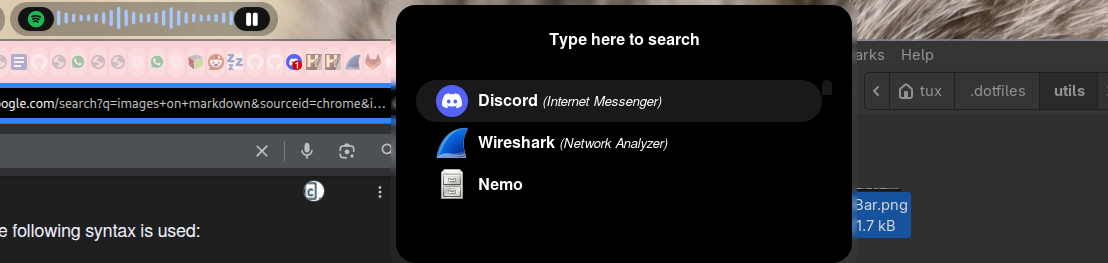 Type here to search
Discord (Internet Messenger)
Wireshark (Network Analyzer)
Nemo
oogle.com/search?q=images+on+markdown&sourceid=chrome&i...
e following syntax is used:
arks Help
tux .dotfiles utils
Bar.png
1.7 kB
1